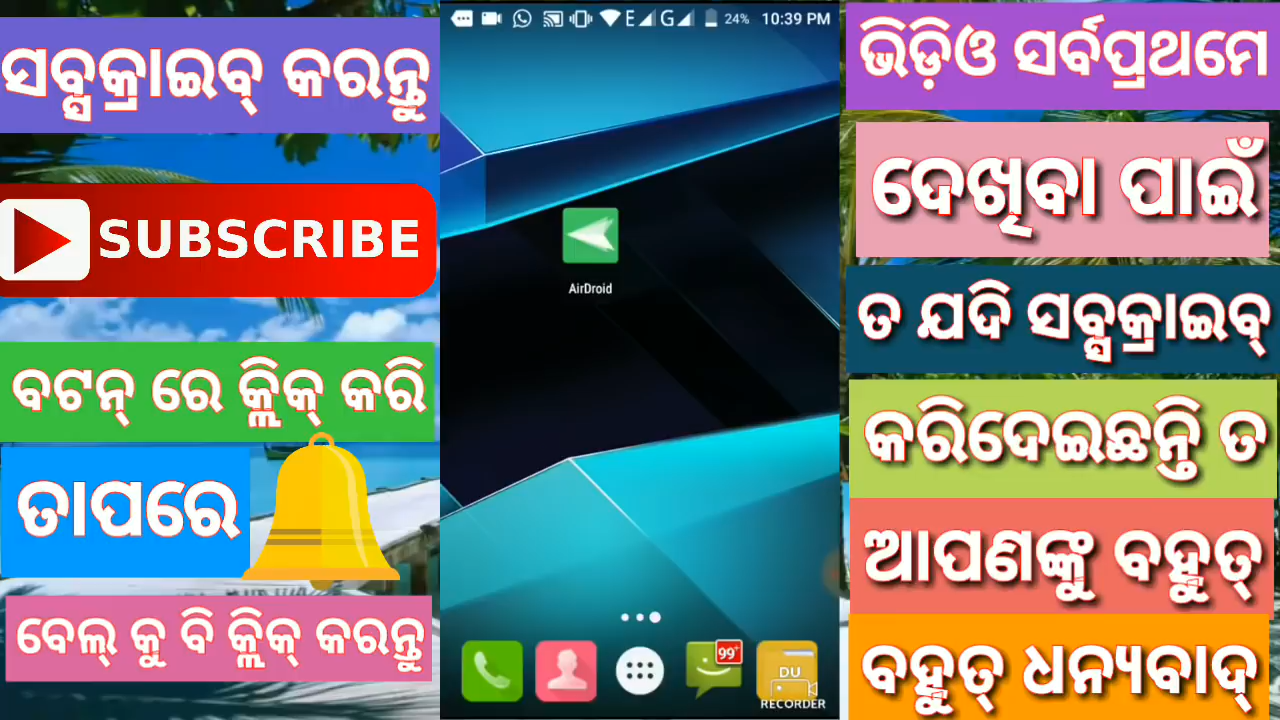 ସବ୍ସକ୍ରାଇବ୍ କରନ୍ତୁ
SUBSCRIBE
ବଟନ୍ ରେ କ୍ଲିକ୍ କରି
ତାପରେ
ବେଲ୍ କୁ ବି କ୍ଲିକ୍ କରନ୍ତୁ
E G 24% 10:39 PM
AirDroid
99+
DU
RECORDER
ଭିଡ଼ିଓ ସର୍ବପ୍ରଥମେ
ଦେଖିବା ପାଇଁ
ତ ଯଦି ସବ୍ସକ୍ରାଇବ୍
କରିଦେଇଛନ୍ତି ତ
ଆପଣଙ୍କୁ ବହୁତ୍
ବହୁତ୍ ଧନ୍ୟବାଦ୍